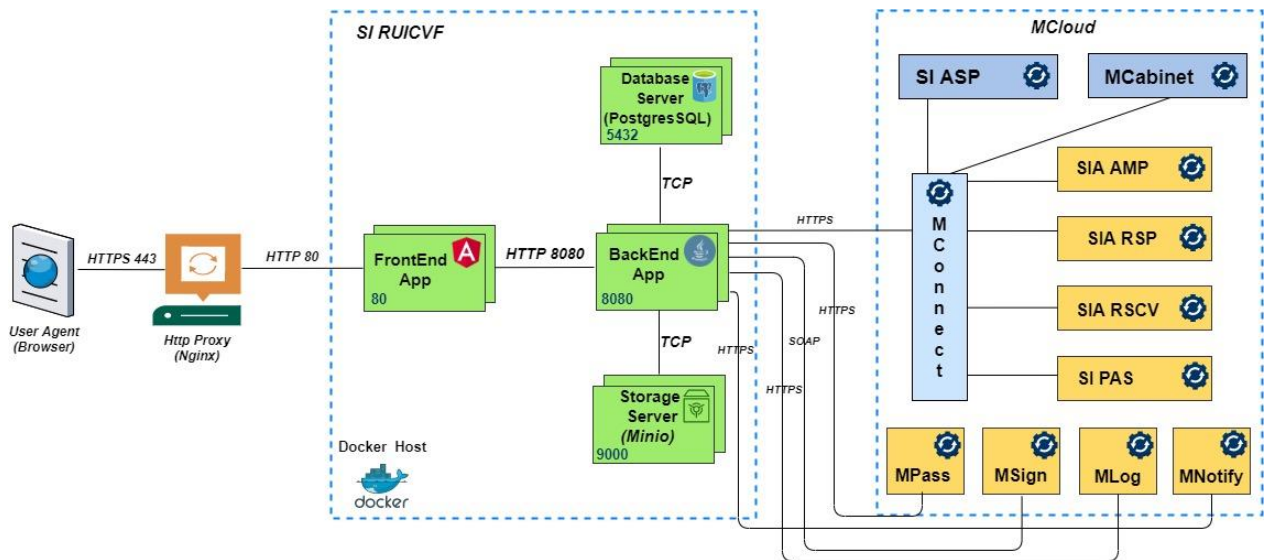 SI RUICVF
MCloud
SI ASP
MCabinet
Database
Server
(PostgresSQL)
5432
SIA AMP
TCP
HTTPS
MConnect
SIA RSP
HTTPS 443
HTTP 80
FrontEnd
App
80
HTTP 8080
BackEnd
App
8080
User Agent
(Browser)
Http Proxy
(Nginx)
HTTPS
SIA RSCV
TCP
HTTPS
SOAP
HTTPS
SI PAS
Storage
Server
(Minio)
9000
Docker Host
docker
MPass
MSign
MLog
MNotify